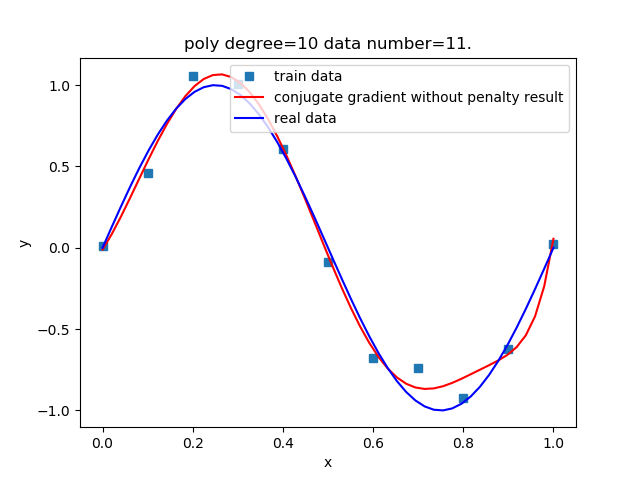 poly degree=10 data number=11.
train data
conjugate gradient without penalty result
real data
1.0
0.5
0.0
−0.5
−1.0
y
0.0 0.2 0.4 0.6 0.8 1.0
x